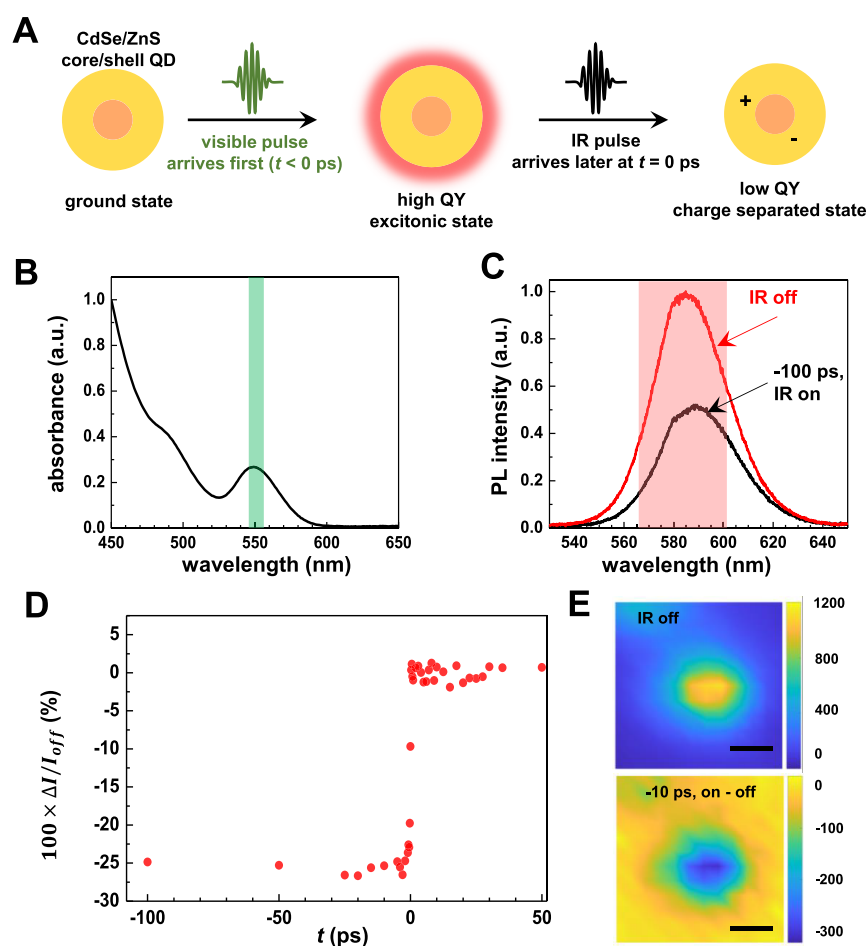 A
CdSe/ZnS
core/shell QD
visible pulse
arrives first (t < 0 ps)
IR pulse
arrives later at t = 0 ps
+
-
ground state
high QY
excitonic state
low QY
charge separated state
B
absorbance (a.u.)
1.0
0.8
0.6
0.4
0.2
0.0
450
500
550
600
650
wavelength (nm)
C
PL intensity (a.u.)
1.0
0.8
0.6
0.4
0.2
0.0
IR off
-100 ps,
IR on
540
560
580
600
620
640
wavelength (nm)
D
100 × ΔI/I_off (%)
5
0
-5
-10
-15
-20
-25
-30
-100
-50
0
50
t (ps)
E
IR off
1200
800
400
0
-10 ps, on - off
0
-100
-200
-300